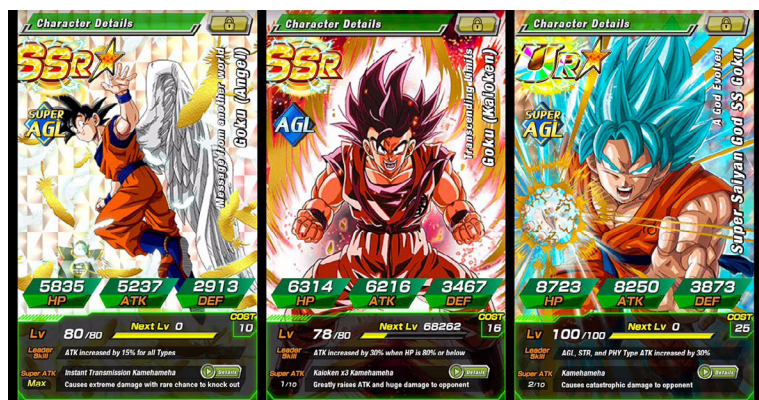 Character Details
SSR
SUPER
AGL
Message from the other world
Goku (Angel)
5835
HP
5237
ATK
2913
DEF
COST
10
Lv 80/80
Next Lv 0
Leader Skill
ATK increased by 15% for all Types
Super ATK
Max
Instant Transmission Kamehameha
Details
Causes extreme damage with rare chance to knock out
Character Details
SSR
AGL
Transcending limits
Goku (Kaioken)
6314
HP
6216
ATK
3467
DEF
COST
16
Lv 78/80
Next Lv 68262
Leader Skill
ATK increased by 30% when HP is 80% or below
Super ATK
1/10
Kaioken x3 Kamehameha
Details
Greatly raises ATK and huge damage to opponent
Character Details
UR
SUPER
AGL
A God Evolved
Super Saiyan God SS Goku
8723
HP
8250
ATK
3873
DEF
COST
25
Lv 100/100
Next Lv 0
Leader Skill
AGL, STR, and PHY Type ATK increased by 30%
Super ATK
2/10
Kamehameha
Details
Causes catastrophic damage to opponent